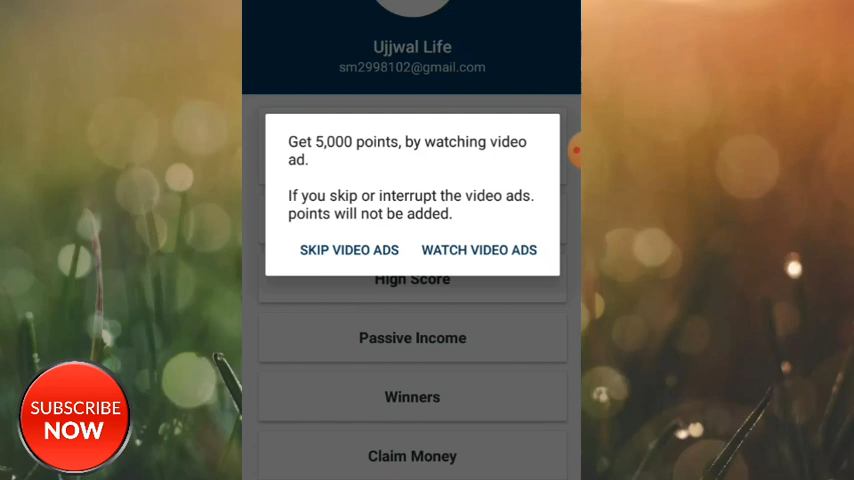 Ujjwal Life
sm2998102@gmail.com
Get 5,000 points, by watching video
ad.
If you skip or interrupt the video ads.
points will not be added.
SKIP VIDEO ADS WATCH VIDEO ADS
High Score
Passive Income
Winners
Claim Money
SUBSCRIBE
NOW